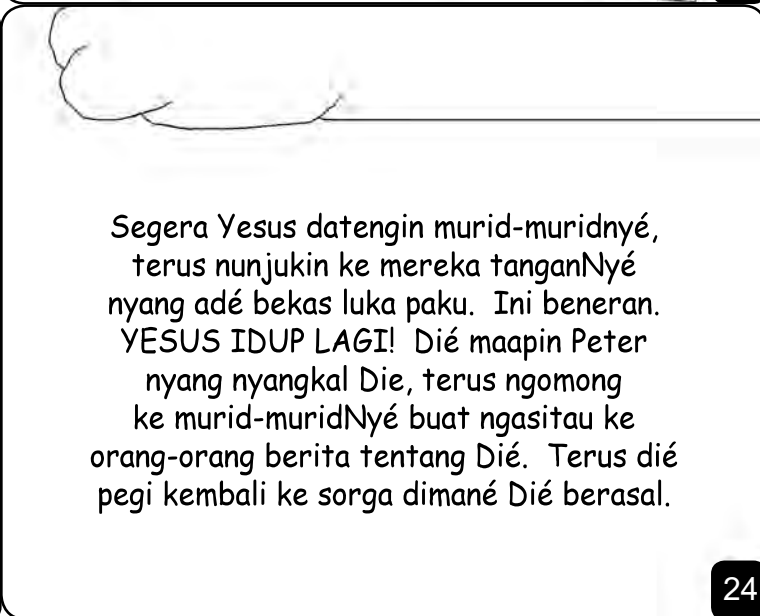 Segera Yesus datengin murid-muridnyé,
terus nunjukin ke mereka tanganNyé
nyang adé bekas luka paku.  Ini beneran.
YESUS IDUP LAGI!  Dié maapin Peter
nyang nyangkal Die, terus ngomong
ke murid-muridNyé buat ngasitau ke
orang-orang berita tentang Dié.  Terus dié
pegi kembali ke sorga dimané Dié berasal.
24